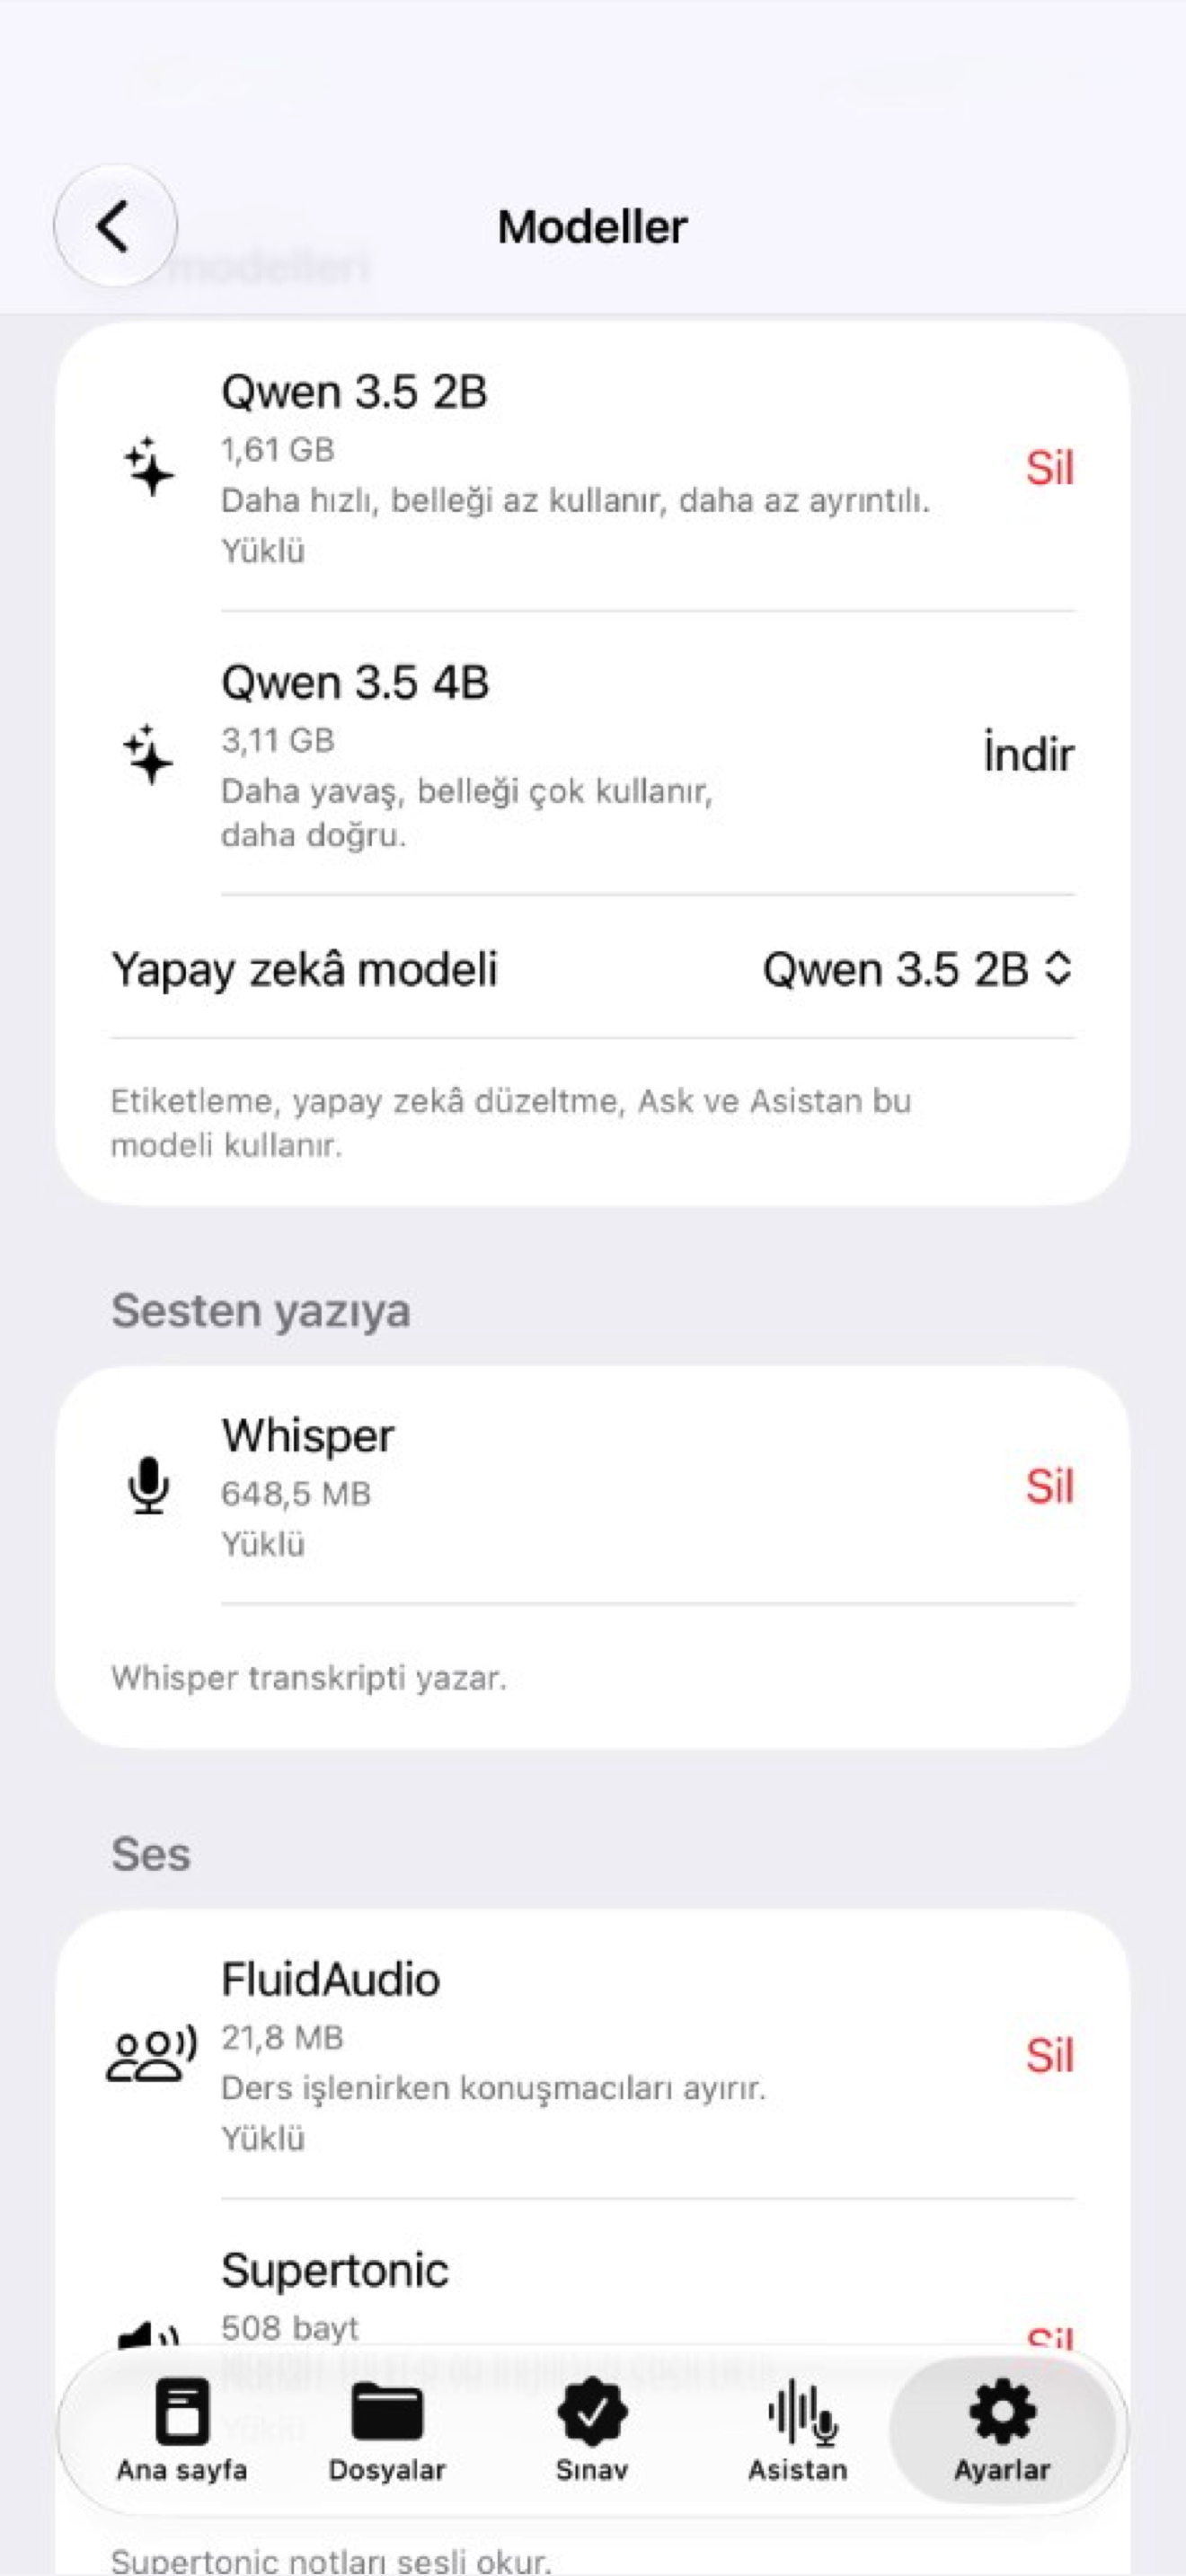 Modeller
modelleri
Qwen 3.5 2B
1,61 GB
Daha hızlı, belleği az kullanır, daha az ayrıntılı.
Yüklü
Sil
Qwen 3.5 4B
3,11 GB
Daha yavaş, belleği çok kullanır,
daha doğru.
İndir
Yapay zekâ modeli
Qwen 3.5 2B
Etiketleme, yapay zekâ düzeltme, Ask ve Asistan bu
modeli kullanır.
Sesten yazıya
Whisper
648,5 MB
Yüklü
Sil
Whisper transkripti yazar.
Ses
FluidAudio
21,8 MB
Ders işlenirken konuşmacıları ayırır.
Yüklü
Sil
Supertonic
508 bayt
Sil
Yüklü
Ana sayfa
Dosyalar
Sınav
Asistan
Ayarlar
Supertonic notları sesli okur.